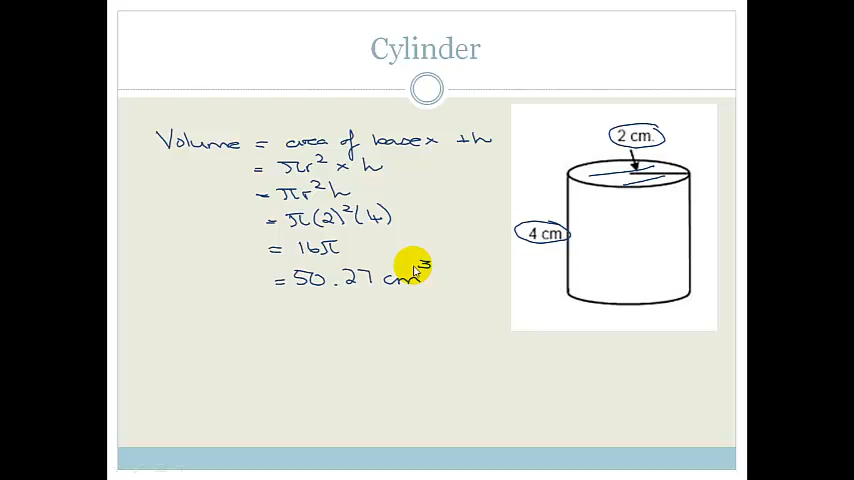 Cylinder
Volume = area of base x ⊥h
= πr² × h
= πr²h
= π(2)²(4)
= 16π
= 50.27 cm³
2 cm.
4 cm